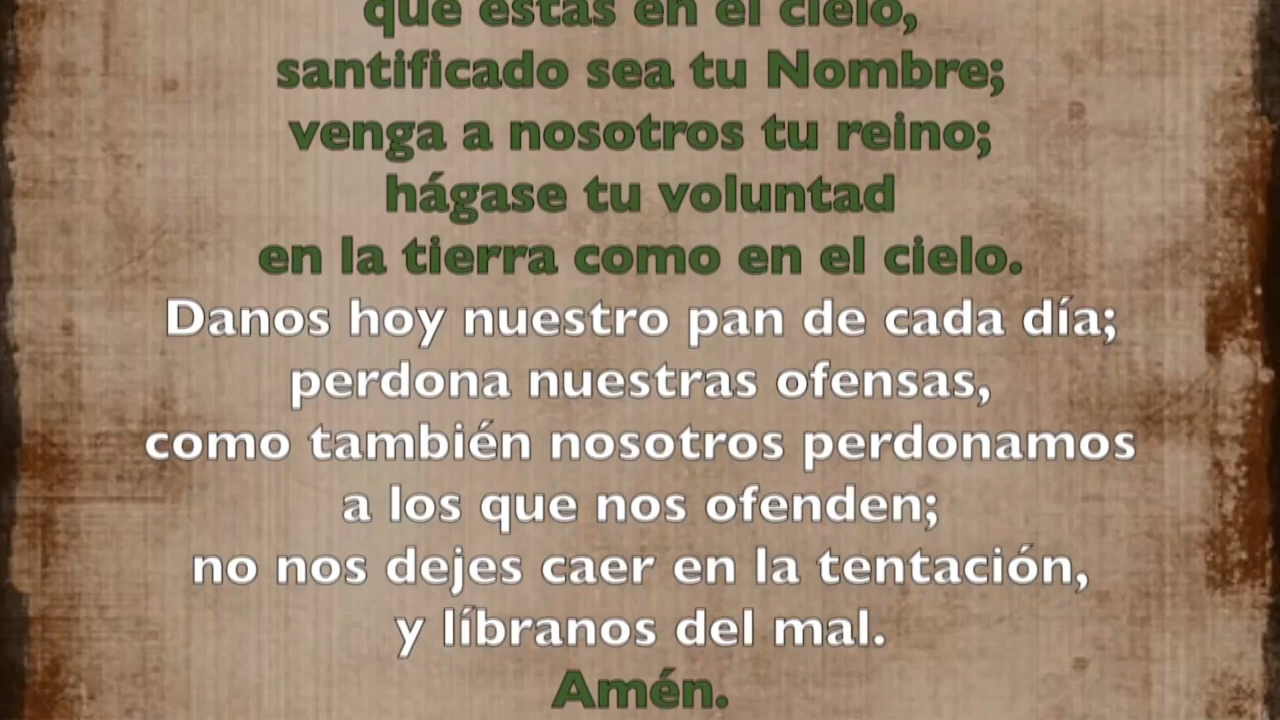 que estás en el cielo,
santificado sea tu Nombre;
venga a nosotros tu reino;
hágase tu voluntad
en la tierra como en el cielo.
Danos hoy nuestro pan de cada día;
perdona nuestras ofensas,
como también nosotros perdonamos
a los que nos ofenden;
no nos dejes caer en la tentación,
y líbranos del mal.
Amén.